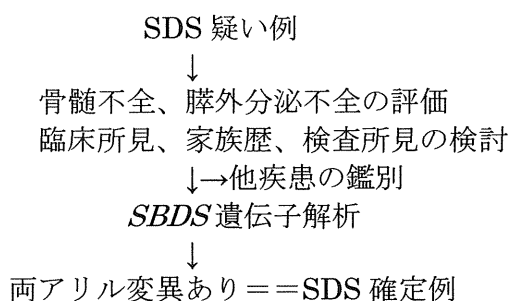 SDS 疑い例
↓
骨髄不全、膵外分泌不全の評価
臨床所見、家族歴、検査所見の検討
↓→他疾患の鑑別
SBDS 遺伝子解析
↓
両アリル変異あり＝＝SDS 確定例